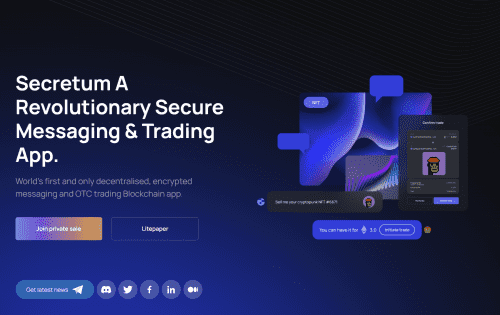 Secretum A
Revolutionary Secure
Messaging & Trading
App.
World's first and only decentralised, encrypted
messaging and OTC trading Blockchain app
Join private sale
Litepaper
Get latest news
NFT
Confirm trade
Sell me your cryptopunk NFT #6671
You can have it for
3.0
Initiate trade